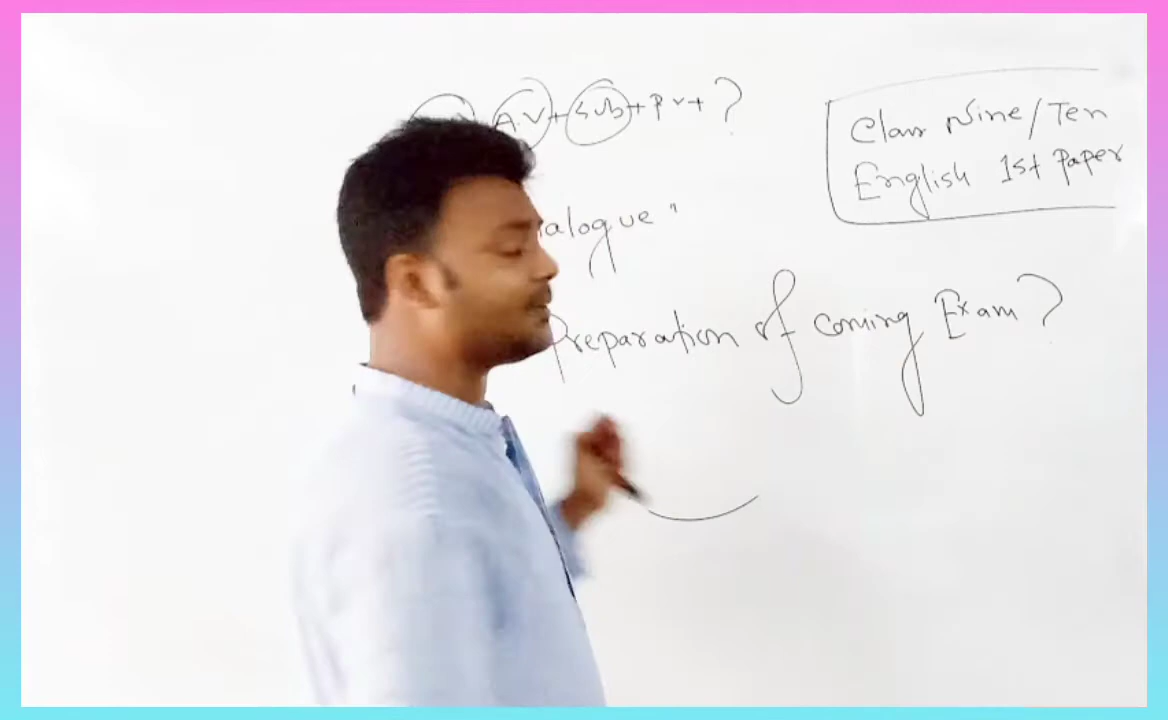 A.V + Sub + P V + ?
Class Nine/Ten
English 1st Paper
alogue"
Preparation of coming Exam?